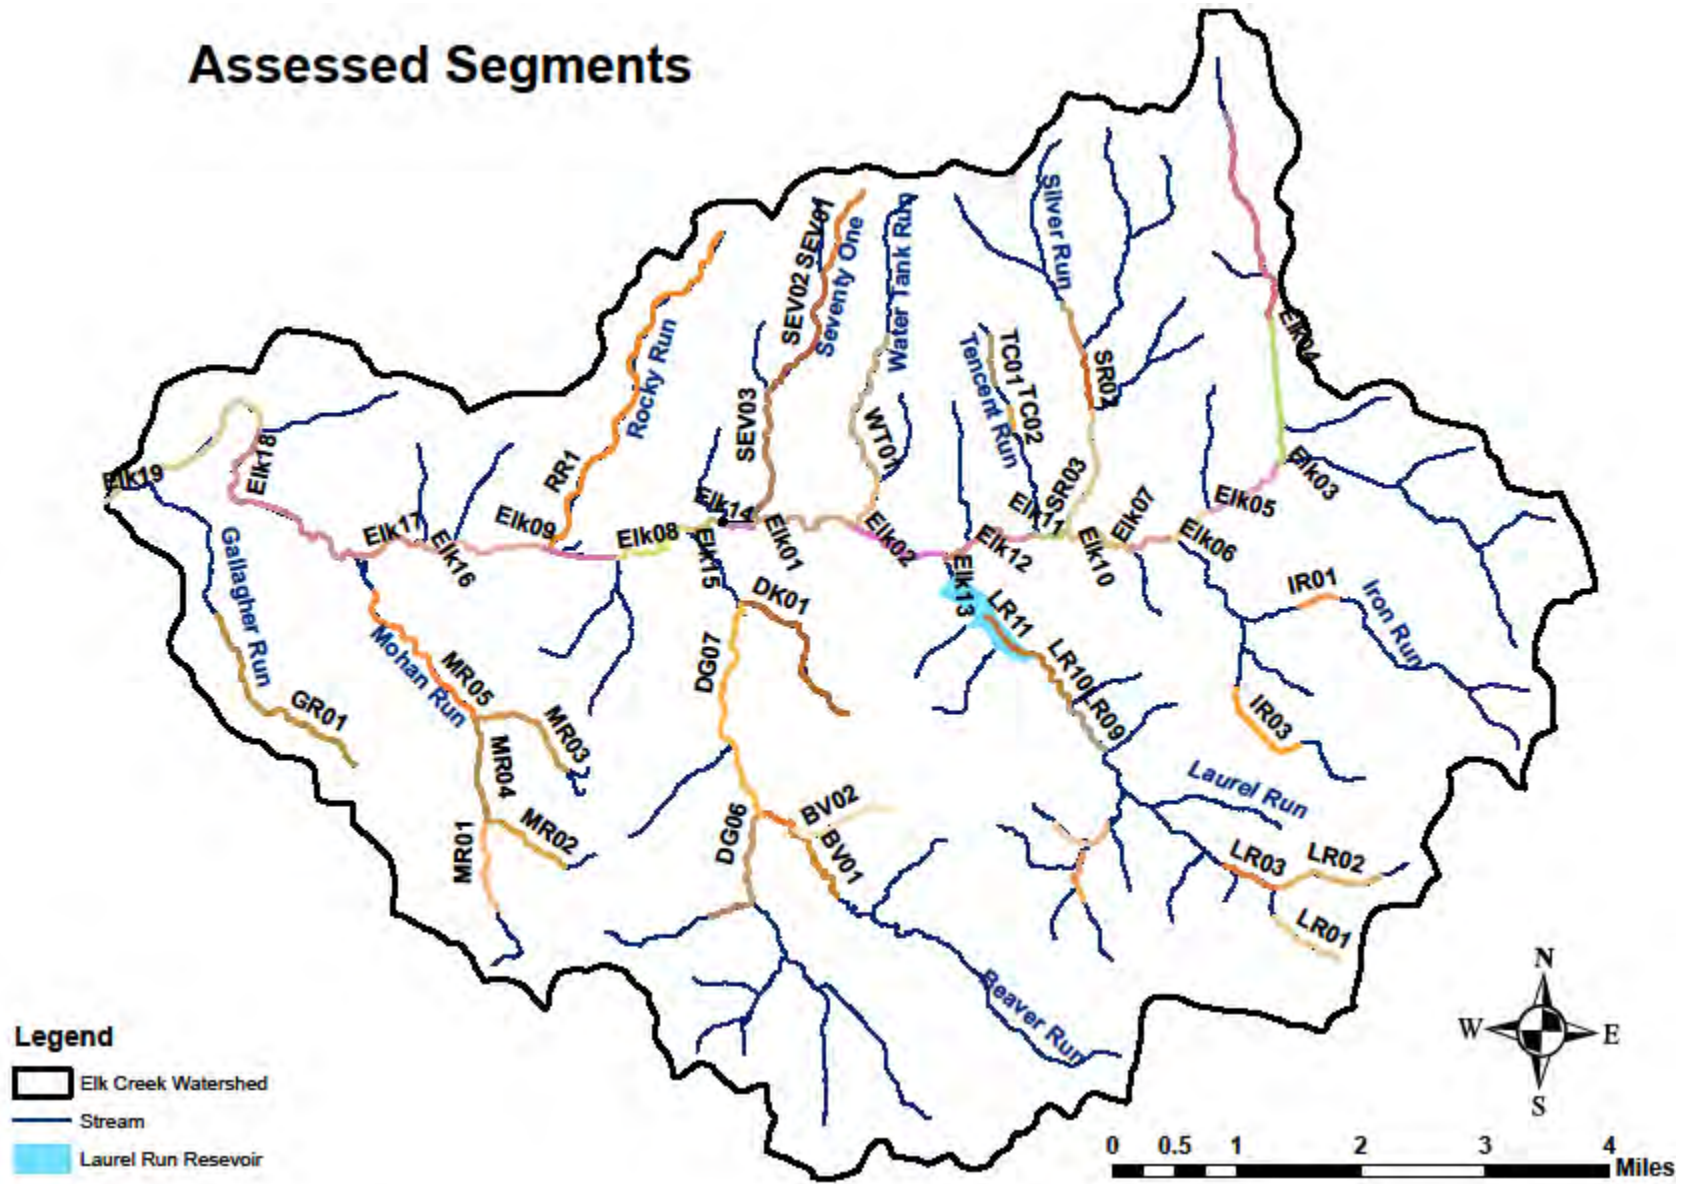 Assessed Segments
SEV01
SEV02
Seventy One
Water Tank Run
Silver Run
Elk04
Rocky Run
TC01
TC02
Tencent Run
SR02
SEV03
WT01
RR1
Elk18
Elk19
Elk03
Elk05
SR03
Elk07
Elk11
Elk14
Elk09
Elk17
Elk16
Elk08
Elk15
Elk01
Elk02
Elk12
Elk10
Elk06
Elk13
Gallagher Run
DK01
LR11
IR01
Iron Run
DG07
Mohan Run
MR05
LR10
LR09
GR01
MR03
IR03
MR04
Laurel Run
BV02
DG06
MR02
MR01
BV01
LR03
LR02
LR01
Beaver Run
N
W
E
S
Legend
Elk Creek Watershed
Stream
Laurel Run Resevoir
0 0.5 1 2 3 4
Miles